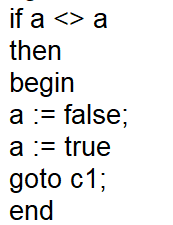 if a <> a
then
begin
a := false;
a := true
goto c1;
end